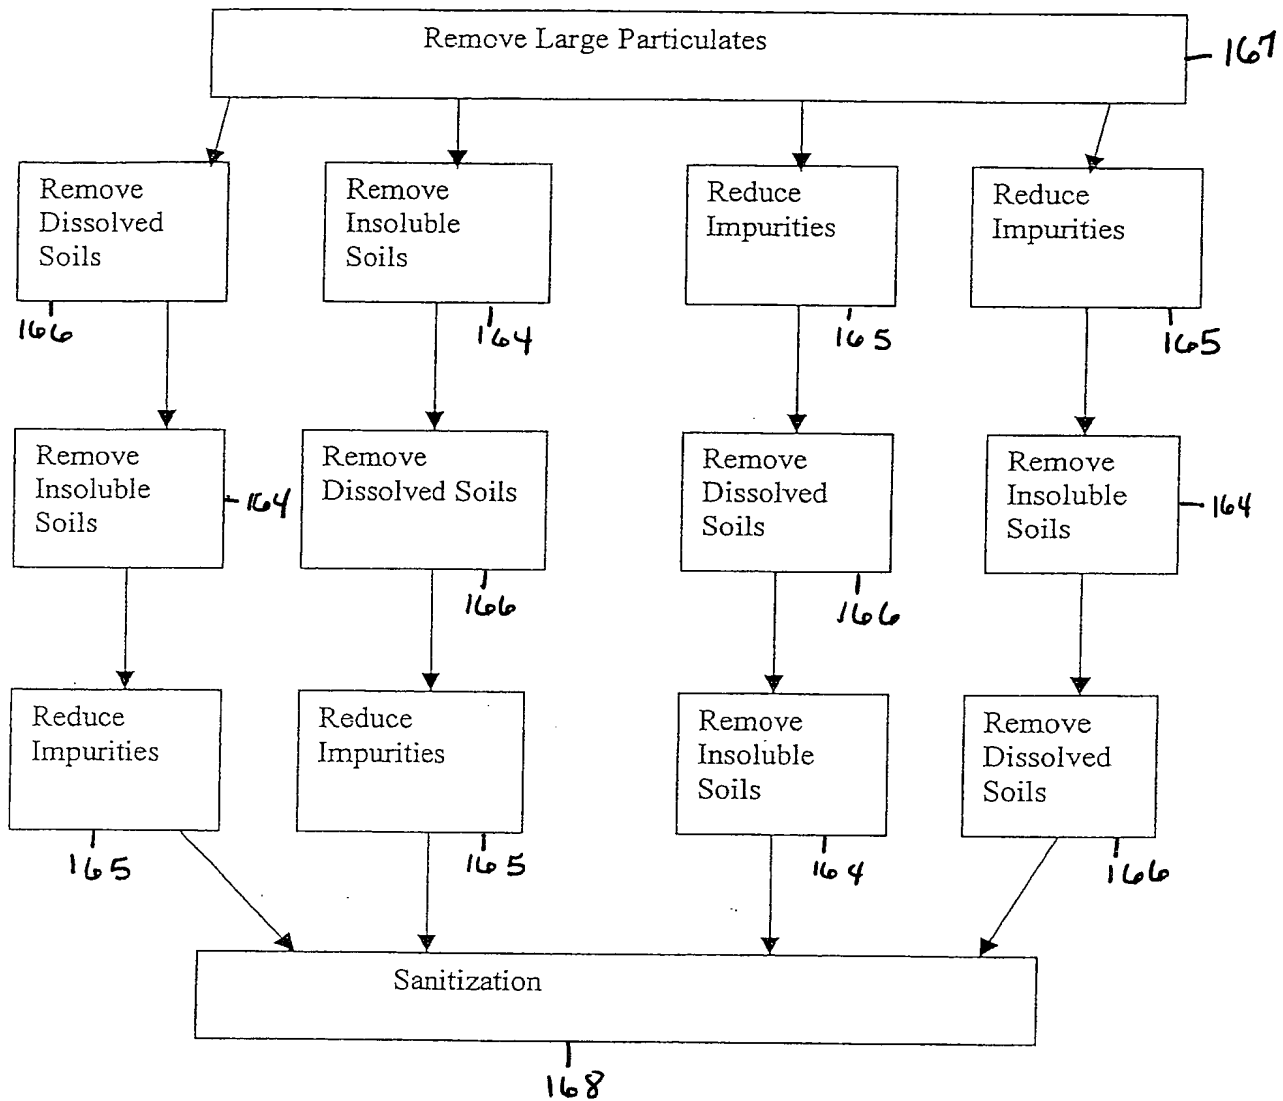 Remove Large Particulates
167
Remove
Dissolved
Soils
166
Remove
Insoluble
Soils
164
Reduce
Impurities
165
Reduce
Impurities
165
Remove
Insoluble
Soils
164
Remove
Dissolved Soils
166
Remove
Dissolved
Soils
166
Remove
Insoluble
Soils
164
Reduce
Impurities
165
Reduce
Impurities
165
Remove
Insoluble
Soils
164
Remove
Dissolved
Soils
166
Sanitization
168